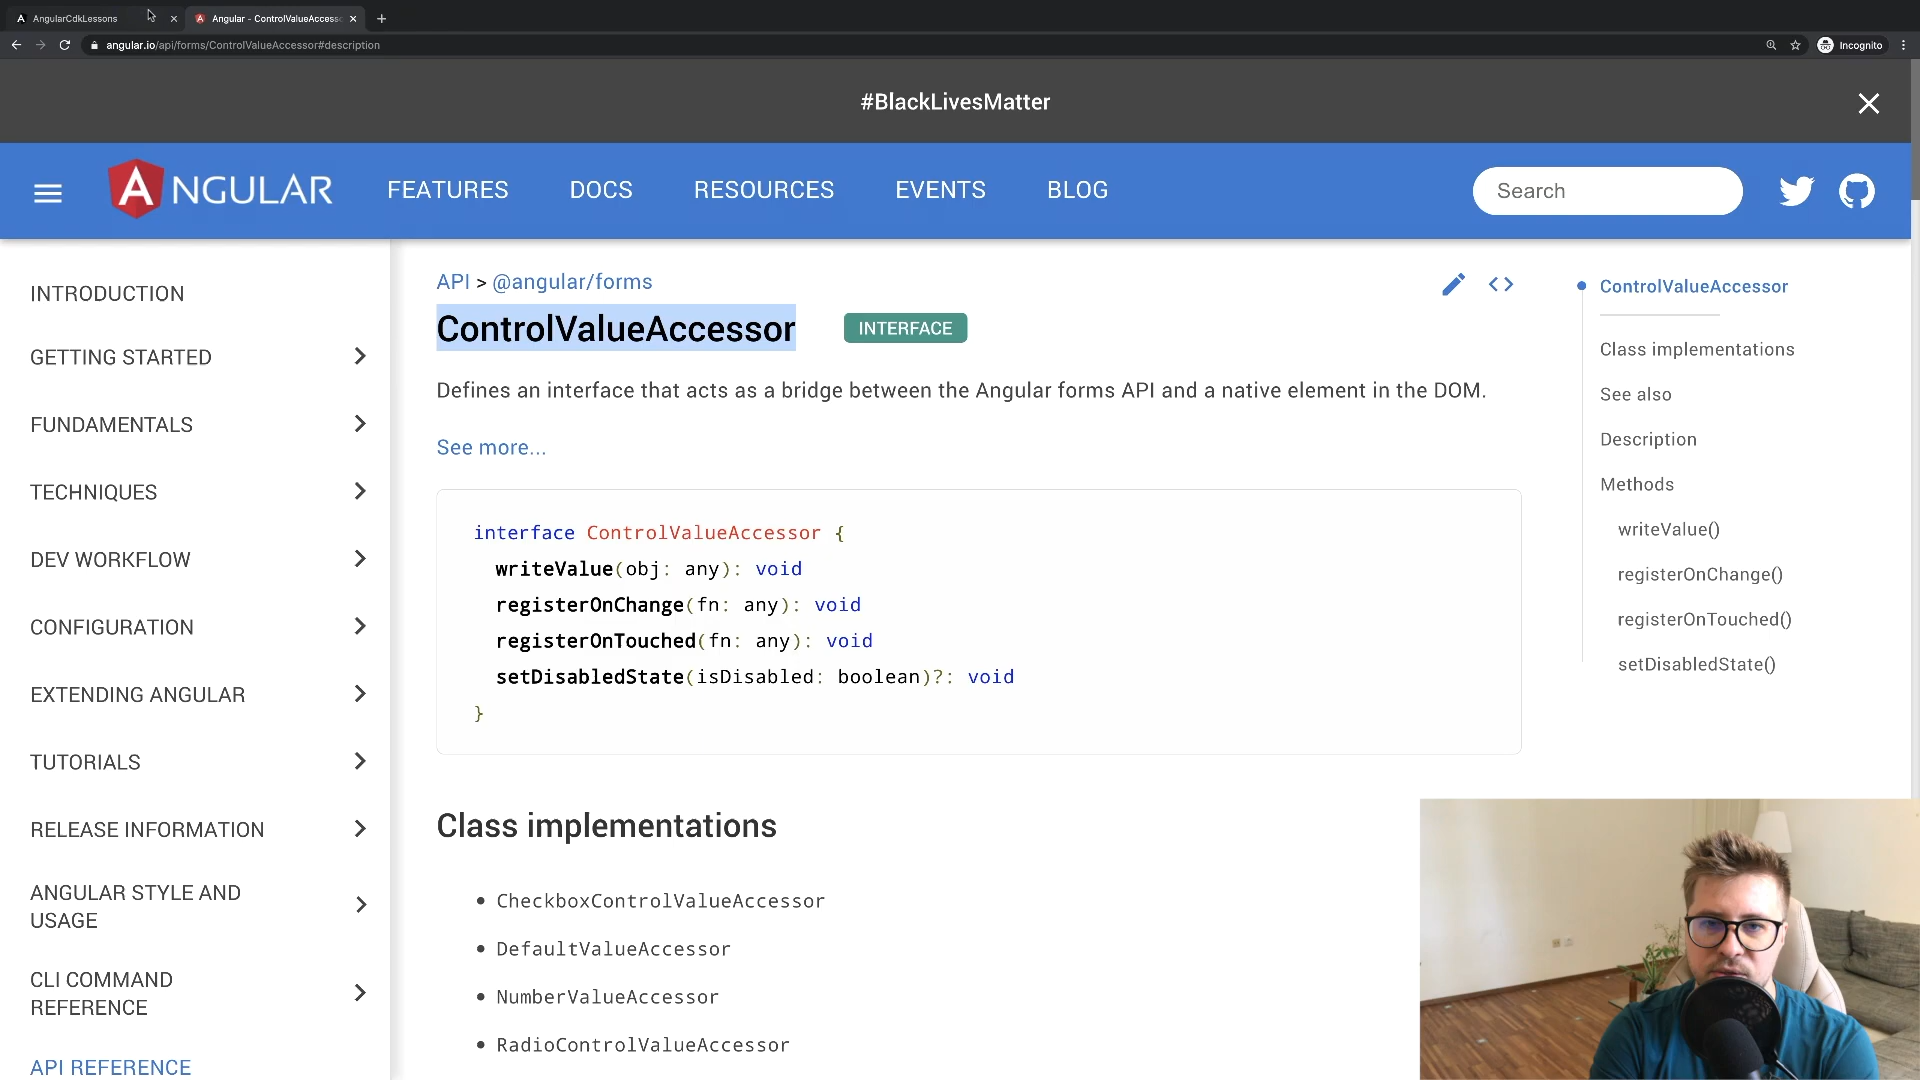 AngularCdkLessons
Angular - ControlValueAccesso
angular.io/api/forms/ControlValueAccessor#description
Incognito
#BlackLivesMatter
ANGULAR
FEATURES
DOCS
RESOURCES
EVENTS
BLOG
Search
INTRODUCTION
GETTING STARTED
FUNDAMENTALS
TECHNIQUES
DEV WORKFLOW
CONFIGURATION
EXTENDING ANGULAR
TUTORIALS
RELEASE INFORMATION
ANGULAR STYLE AND
USAGE
CLI COMMAND
REFERENCE
API REFERENCE
API > @angular/forms
ControlValueAccessor
INTERFACE
Defines an interface that acts as a bridge between the Angular forms API and a native element in the DOM.
See more...
interface ControlValueAccessor {
writeValue(obj: any): void
registerOnChange(fn: any): void
registerOnTouched(fn: any): void
setDisabledState(isDisabled: boolean)?: void
}
Class implementations
CheckboxControlValueAccessor
DefaultValueAccessor
NumberValueAccessor
RadioControlValueAccessor
ControlValueAccessor
Class implementations
See also
Description
Methods
writeValue()
registerOnChange()
registerOnTouched()
setDisabledState()